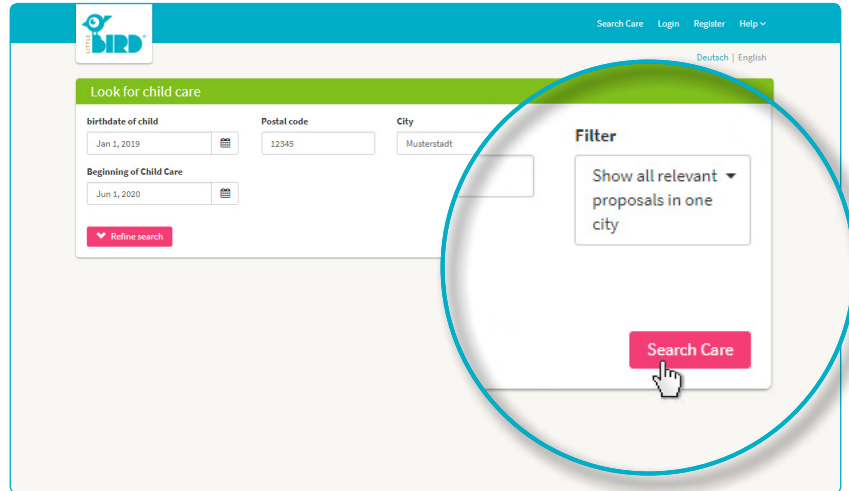 LITTLE BIRD
Search Care Login Register Help
Deutsch | English
Look for child care
birthdate of child Postal code City
Jan 1, 2019 12345 Musterstadt
Beginning of Child Care
Jun 1, 2020
Refine search
Filter
Show all relevant
proposals in one
city
Search Care